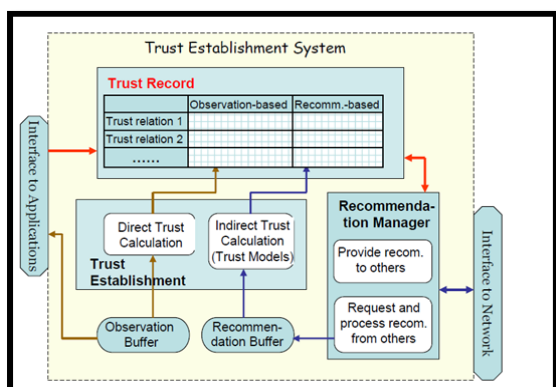 Trust Establishment System
Trust Record
Observation-based Recomm.-based
Trust relation 1
Trust relation 2
......
Interface to Applications
Direct Trust
Calculation
Indirect Trust
Calculation
(Trust Models)
Trust
Establishment
Observation
Buffer
Recommen-
dation Buffer
Recommenda-
tion Manager
Provide recom.
to others
Request and
process recom.
from others
Interface to Network